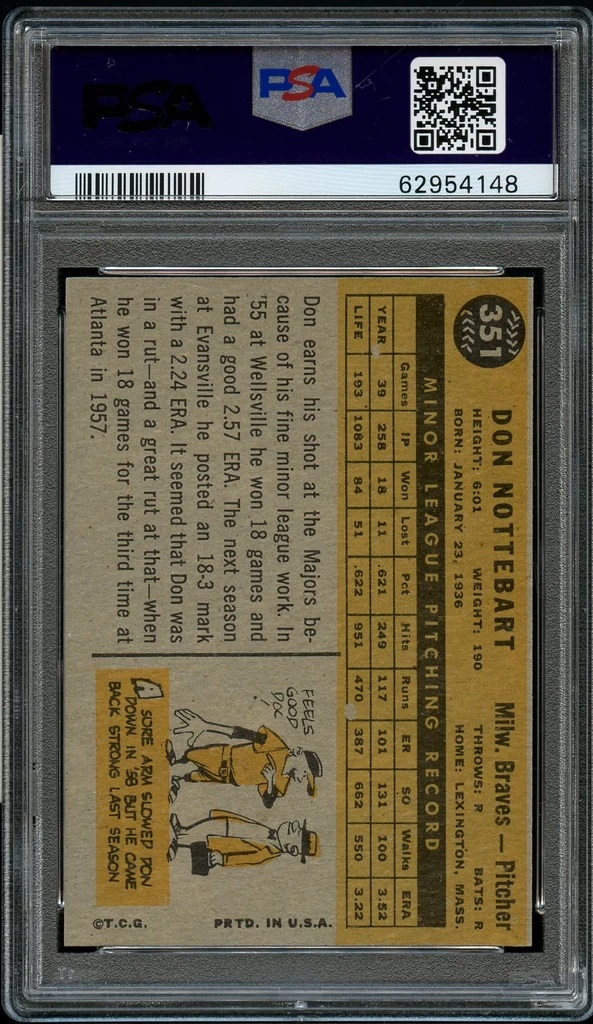 PSA
PSA
62954148
351
DON NOTTEBART Milw. Braves — Pitcher
HEIGHT: 6:01 WEIGHT: 190 THROWS: R BATS: R
BORN: JANUARY 23, 1936 HOME: LEXINGTON, MASS.
MINOR LEAGUE PITCHING RECORD
Games IP Won Lost Pct Hits Runs ER SO Walks ERA
YEAR 39 258 18 11 .621 249 117 101 131 100 3.52
LIFE 193 1083 84 51 .622 951 470 387 662 550 3.22
Don earns his shot at the Majors be-
cause of his fine minor league work. In
'55 at Wellsville he won 18 games and
had a good 2.57 ERA. The next season
at Evansville he posted an 18-3 mark
with a 2.24 ERA. It seemed that Don was
in a rut—and a great rut at that—when
he won 18 games for the third time at
Atlanta in 1957.
FEELS
GOOD
DOC!
A SORE ARM SLOWED DON
DOWN IN '58 BUT HE CAME
BACK STRONG LAST SEASON
©T.C.G. PRTD. IN U.S.A.